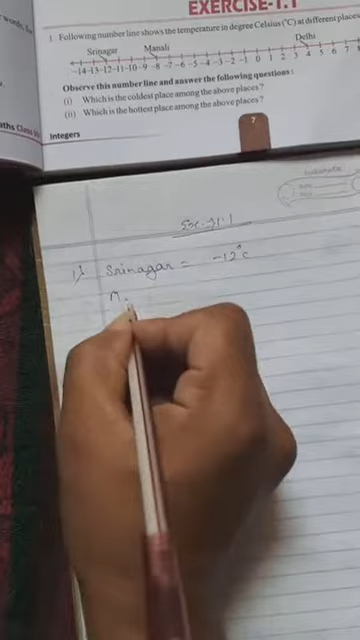 EXERCISE-1.1
1. Following number line shows the temperature in degree Celsius (°C) at different places
Srinagar Manali Delhi
-14 -13 -12 -11 -10 -9 -8 -7 -6 -5 -4 -3 -2 -1 0 1 2 3 4 5 6 7 8
Observe this number line and answer the following questions :
(i) Which is the coldest place among the above places ?
(ii) Which is the hottest place among the above places ?
7
Integers
Exe-1.1
1) Srinagar = -12°c